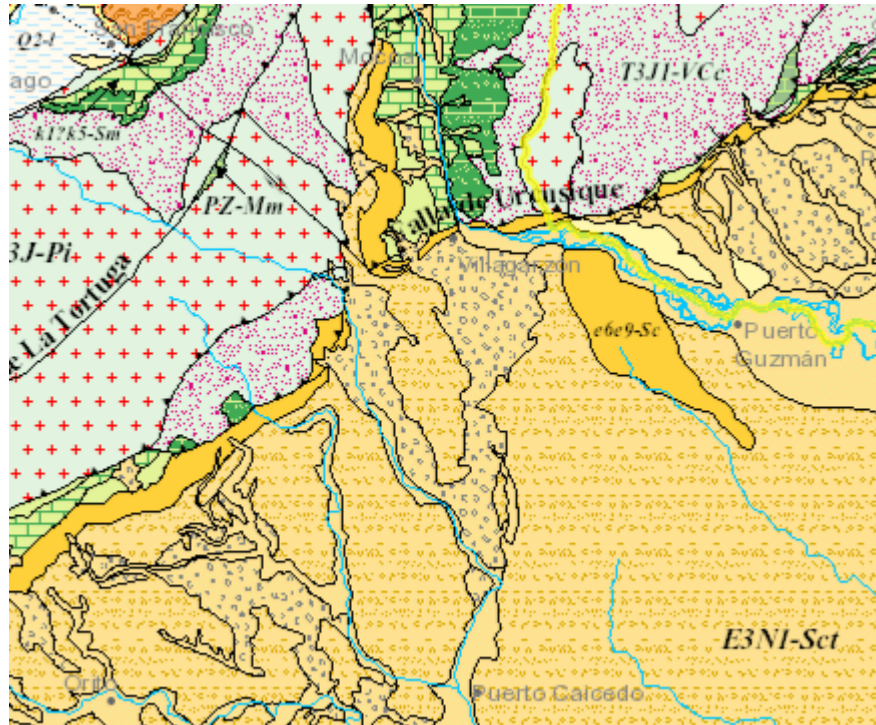 San Francisco
Q2-l
Mocoa
T3J1-VCc
ago
k1?k5-Sm
PZ-Mm
Falla de Urcusique
3J-Pi
Villagarzón
e La Tortuga
e6e9-Sc
Puerto
Guzmán
E3N1-Sct
Orito
Puerto Caicedo